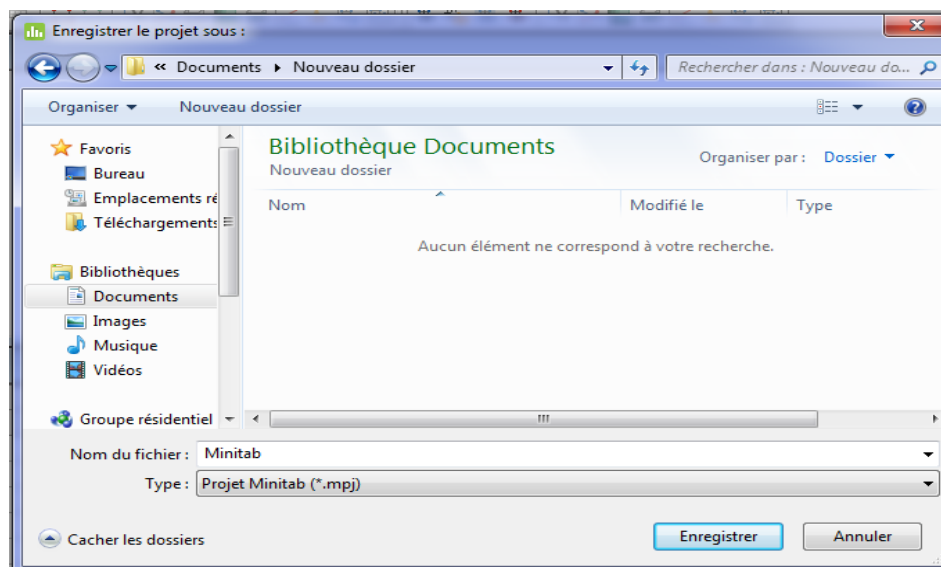 Enregistrer le projet sous :
« Documents Nouveau dossier Rechercher dans : Nouveau do...
Organiser Nouveau dossier
Favoris
Bureau
Emplacements ré
Téléchargements
Bibliothèques
Documents
Images
Musique
Vidéos
Groupe résidentiel
Bibliothèque Documents
Nouveau dossier
Organiser par : Dossier
Nom Modifié le Type
Aucun élément ne correspond à votre recherche.
Nom du fichier : Minitab
Type : Projet Minitab (*.mpj)
Cacher les dossiers Enregistrer Annuler